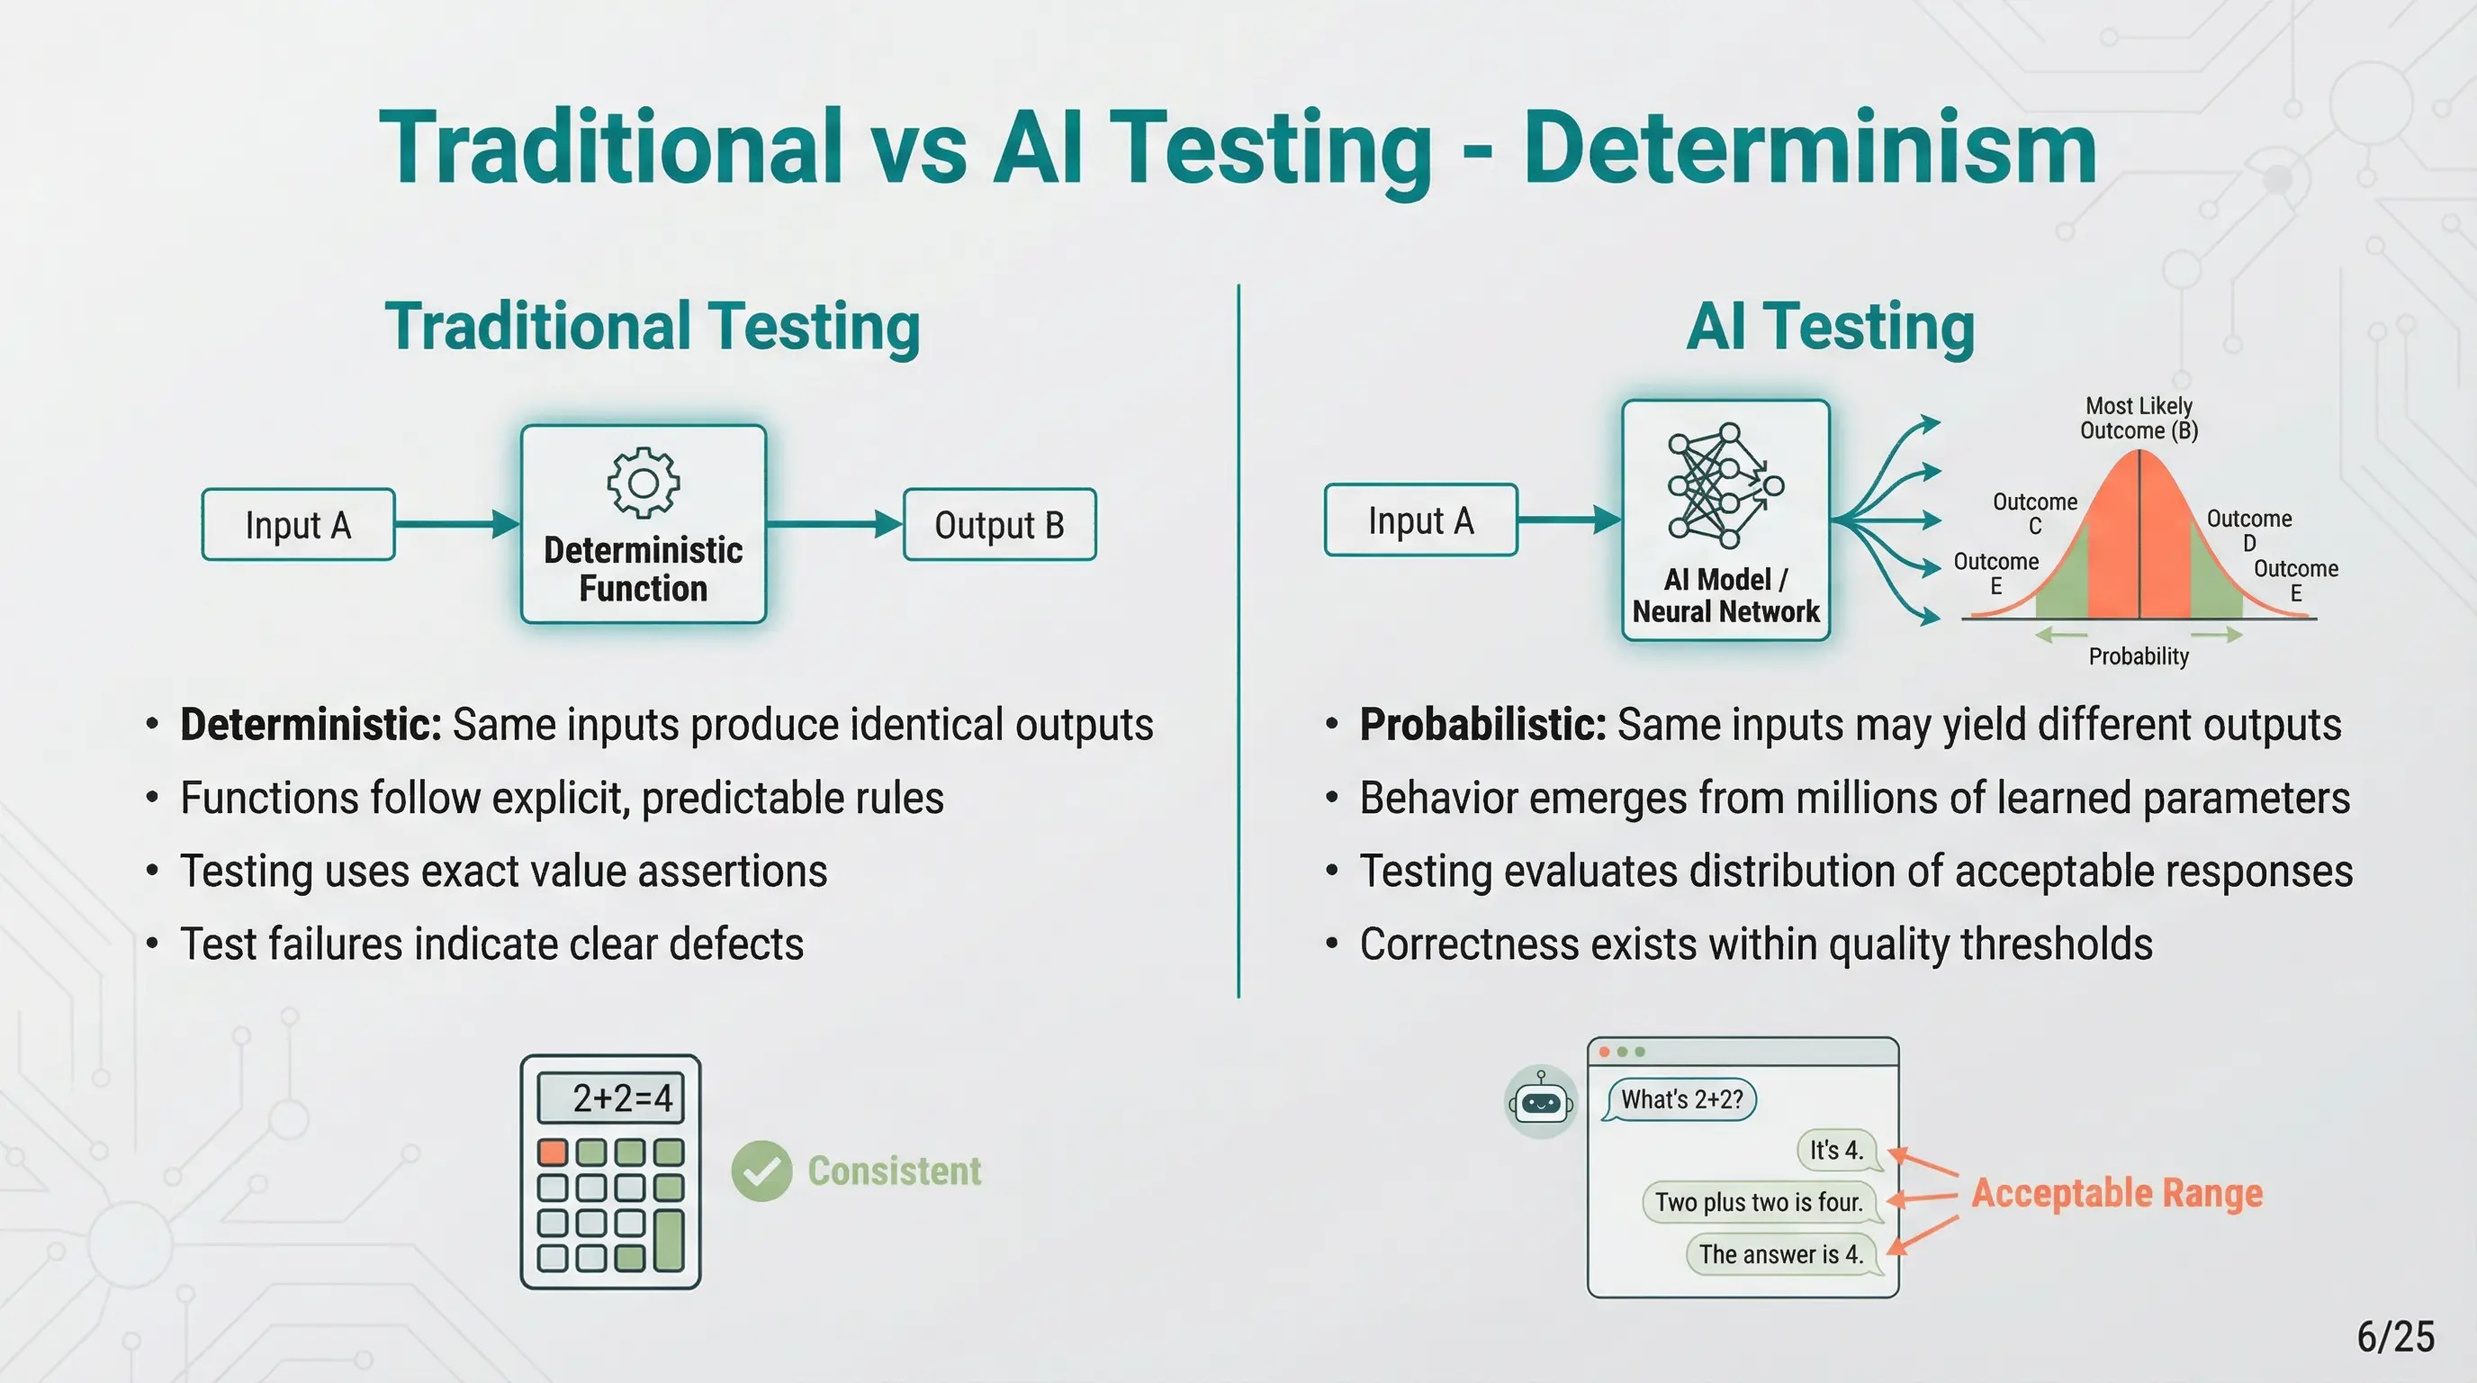 Traditional vs AI Testing - Determinism
Traditional Testing
Input A
Deterministic
Function
Output B
• Deterministic: Same inputs produce identical outputs
• Functions follow explicit, predictable rules
• Testing uses exact value assertions
• Test failures indicate clear defects
2+2=4
Consistent
AI Testing
Input A
AI Model /
Neural Network
Most Likely
Outcome (B)
Outcome
C
Outcome
D
Outcome
E
Outcome
E
Probability
• Probabilistic: Same inputs may yield different outputs
• Behavior emerges from millions of learned parameters
• Testing evaluates distribution of acceptable responses
• Correctness exists within quality thresholds
What's 2+2?
It's 4.
Two plus two is four.
The answer is 4.
Acceptable Range
6/25